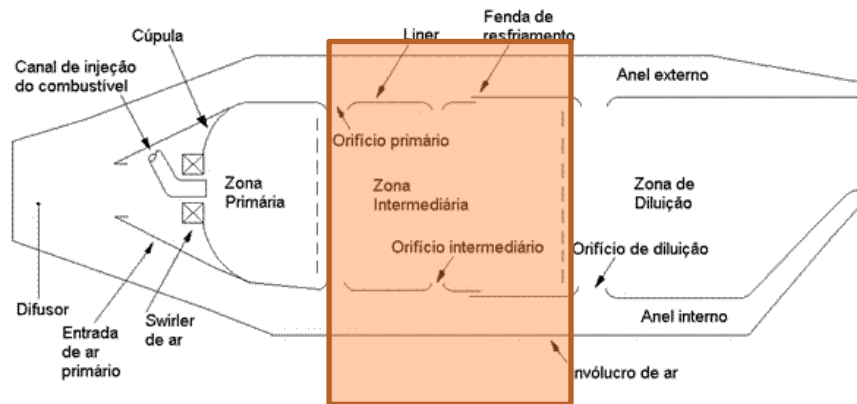 Fenda de
resfriamento
Liner
Cúpula
Canal de injeção
do combustível
Anel externo
Orifício primário
Zona
Primária
Zona
Intermediária
Zona de
Diluição
Orifício intermediário
Orifício de diluição
Difusor
Entrada
de ar
primário
Swirler
de ar
Anel interno
nvólucro de ar